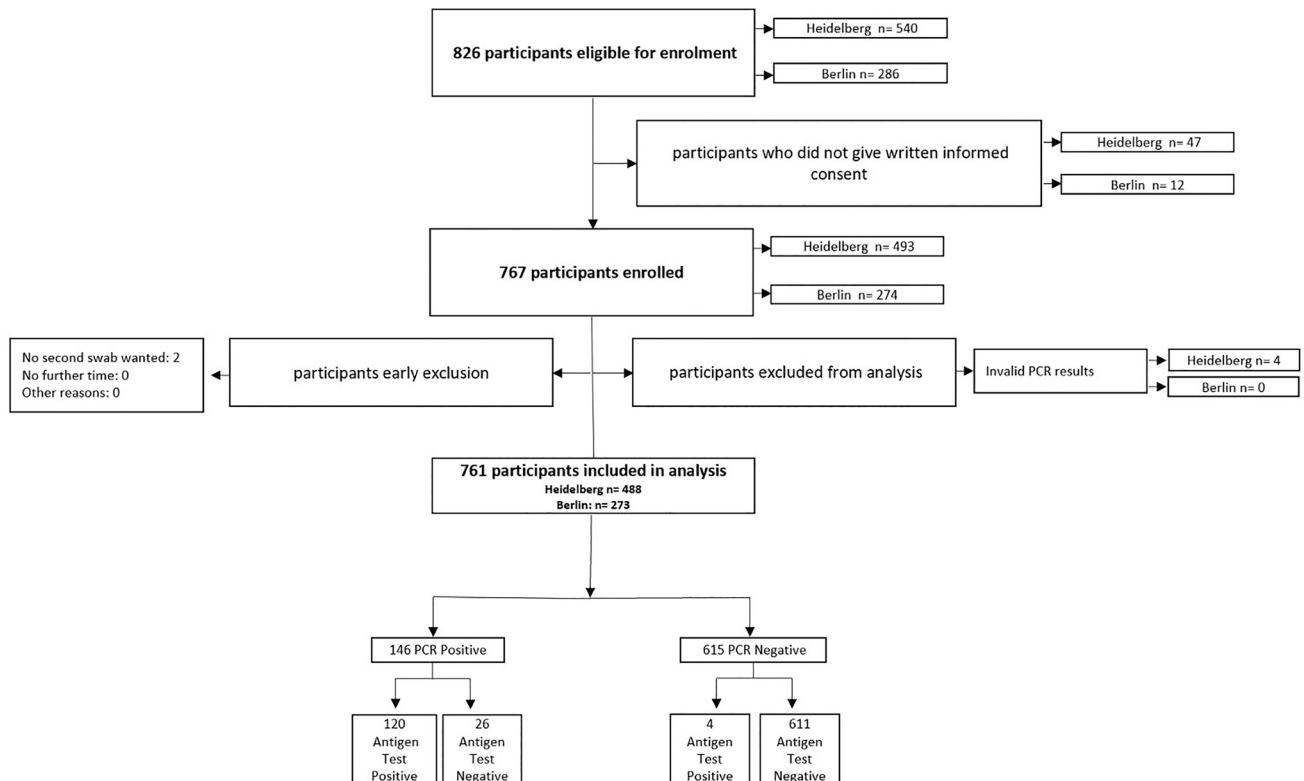 826 participants eligible for enrolment
Heidelberg n= 540
Berlin n= 286
participants who did not give written informed
consent
Heidelberg n= 47
Berlin n= 12
767 participants enrolled
Heidelberg n= 493
Berlin n= 274
No second swab wanted: 2
No further time: 0
Other reasons: 0
participants early exclusion
participants excluded from analysis
Invalid PCR results
Heidelberg n= 4
Berlin n= 0
761 participants included in analysis
Heidelberg n= 488
Berlin: n= 273
146 PCR Positive
615 PCR Negative
120
Antigen
Test
Positive
26
Antigen
Test
Negative
4
Antigen
Test
Positive
611
Antigen
Test
Negative